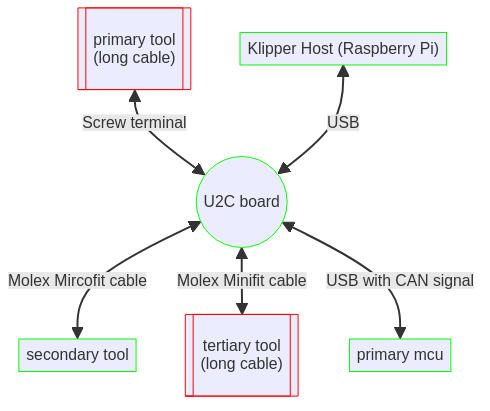 primary tool
(long cable)
Klipper Host (Raspberry Pi)
Screw terminal
USB
U2C board
Molex Mircofit cable
Molex Minifit cable
USB with CAN signal
secondary tool
tertiary tool
(long cable)
primary mcu